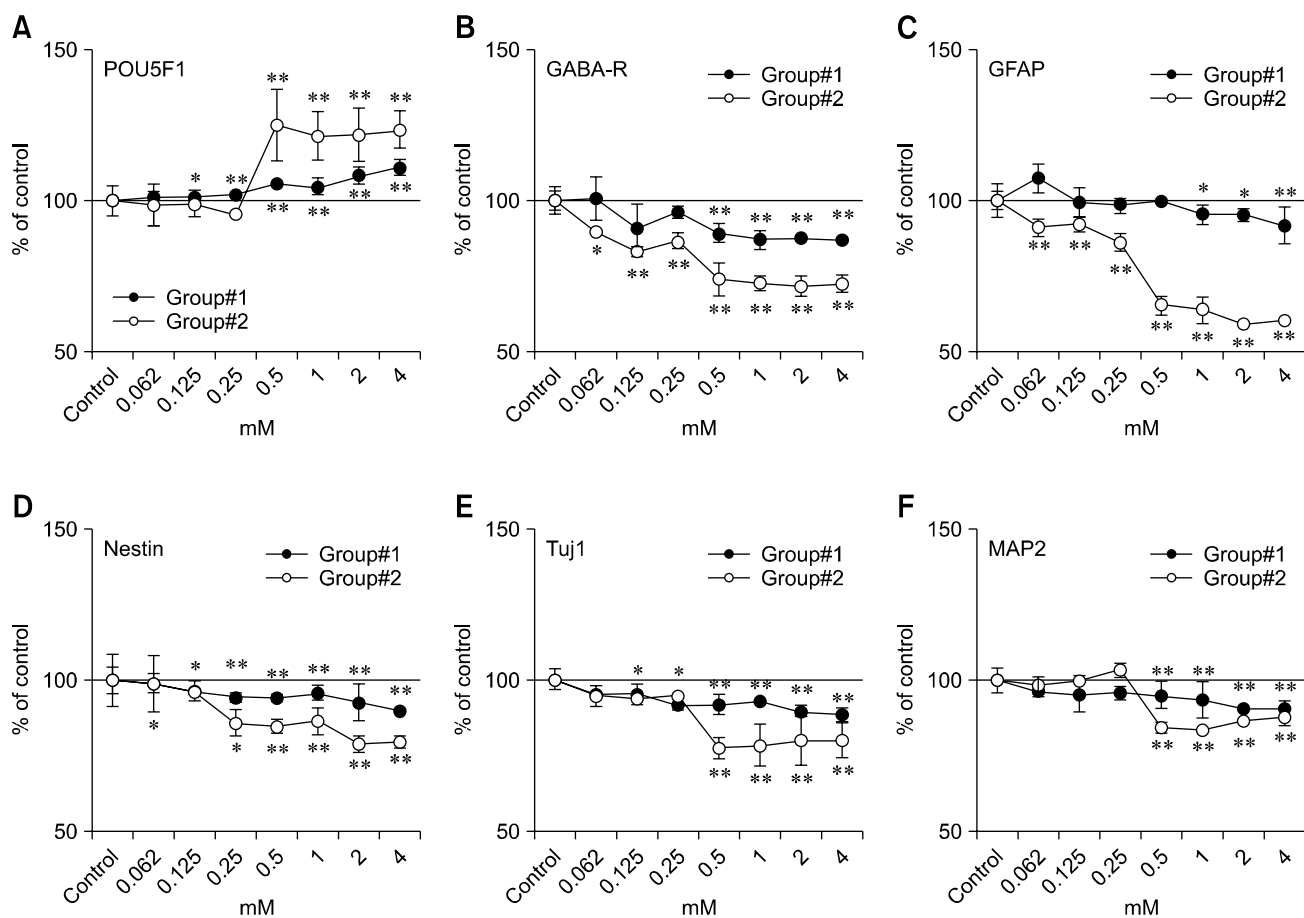 A
POU5F1
150
100
50
% of control
** ** ** **
* **
** ** ** **
Group#1
Group#2
Control 0.062 0.125 0.25 0.5 1 2 4
mM
B
GABA-R
150
100
50
% of control
Group#1
Group#2
** ** ** **
* ** **
** ** ** **
Control 0.062 0.125 0.25 0.5 1 2 4
mM
C
GFAP
150
100
50
% of control
Group#1
Group#2
* * **
** ** **
** ** ** **
Control 0.062 0.125 0.25 0.5 1 2 4
mM
D
Nestin
150
100
50
% of control
Group#1
Group#2
* ** ** ** ** **
* * ** ** ** **
Control 0.062 0.125 0.25 0.5 1 2 4
mM
E
Tuj1
150
100
50
% of control
Group#1
Group#2
* * ** ** ** **
** ** ** **
Control 0.062 0.125 0.25 0.5 1 2 4
mM
F
MAP2
150
100
50
% of control
Group#1
Group#2
** ** ** **
** ** ** **
Control 0.062 0.125 0.25 0.5 1 2 4
mM